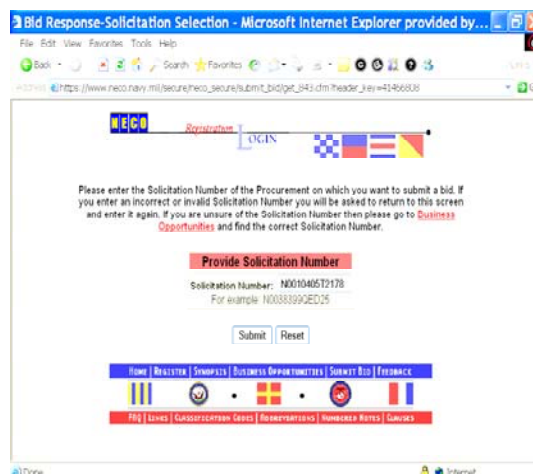 Bid Response-Solicitation Selection - Microsoft Internet Explorer provided by...
File Edit View Favorites Tools Help
Back Search Favorites
Address https://www.neco.navy.mil/secure/neco_secure/submit_bid/get_843.cfm?header_key=41466808
NECO Registration LOGIN
Please enter the Solicitation Number of the Procurement on which you want to submit a bid. If
you enter an incorrect or invalid Solicitation Number you will be asked to return to this screen
and enter it again. If you are unsure of the Solicitation Number then please go to Business
Opportunities and find the correct Solicitation Number.
Provide Solicitation Number
Solicitation Number: N0010405T2178
For example: N0038399QED25
Submit Reset
HOME | REGISTER | SYNOPSIS | BUSINESS OPPORTUNITIES | SUBMIT BID | FEEDBACK
FAQ | LINKS | CLASSIFICATION CODES | ABBREVIATIONS | NUMBERED NOTES | CLAUSES
Done Internet